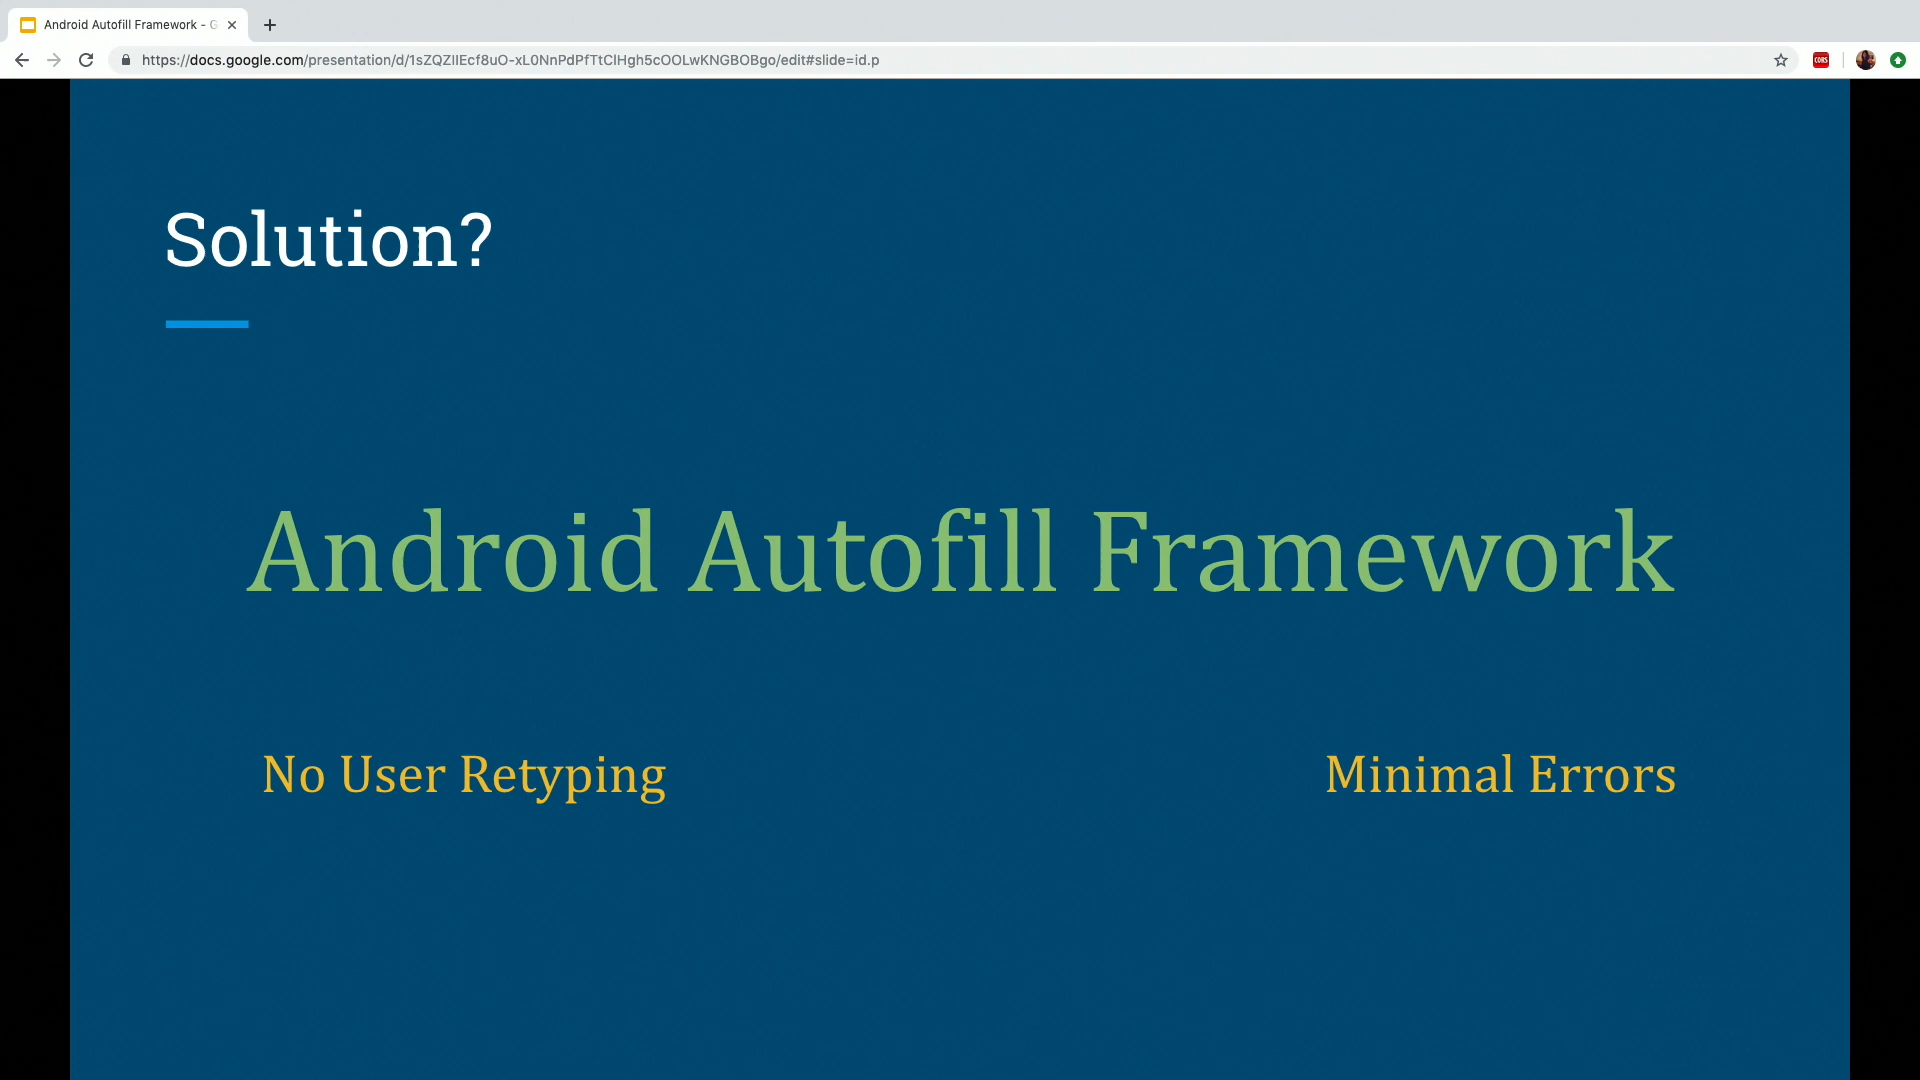 Android Autofill Framework - G
https://docs.google.com/presentation/d/1sZQZIIEcf8uO-xL0NnPdPfTtClHgh5cOOLwKNGBOBgo/edit#slide=id.p
CORS
Solution?
Android Autofill Framework
No User Retyping
Minimal Errors